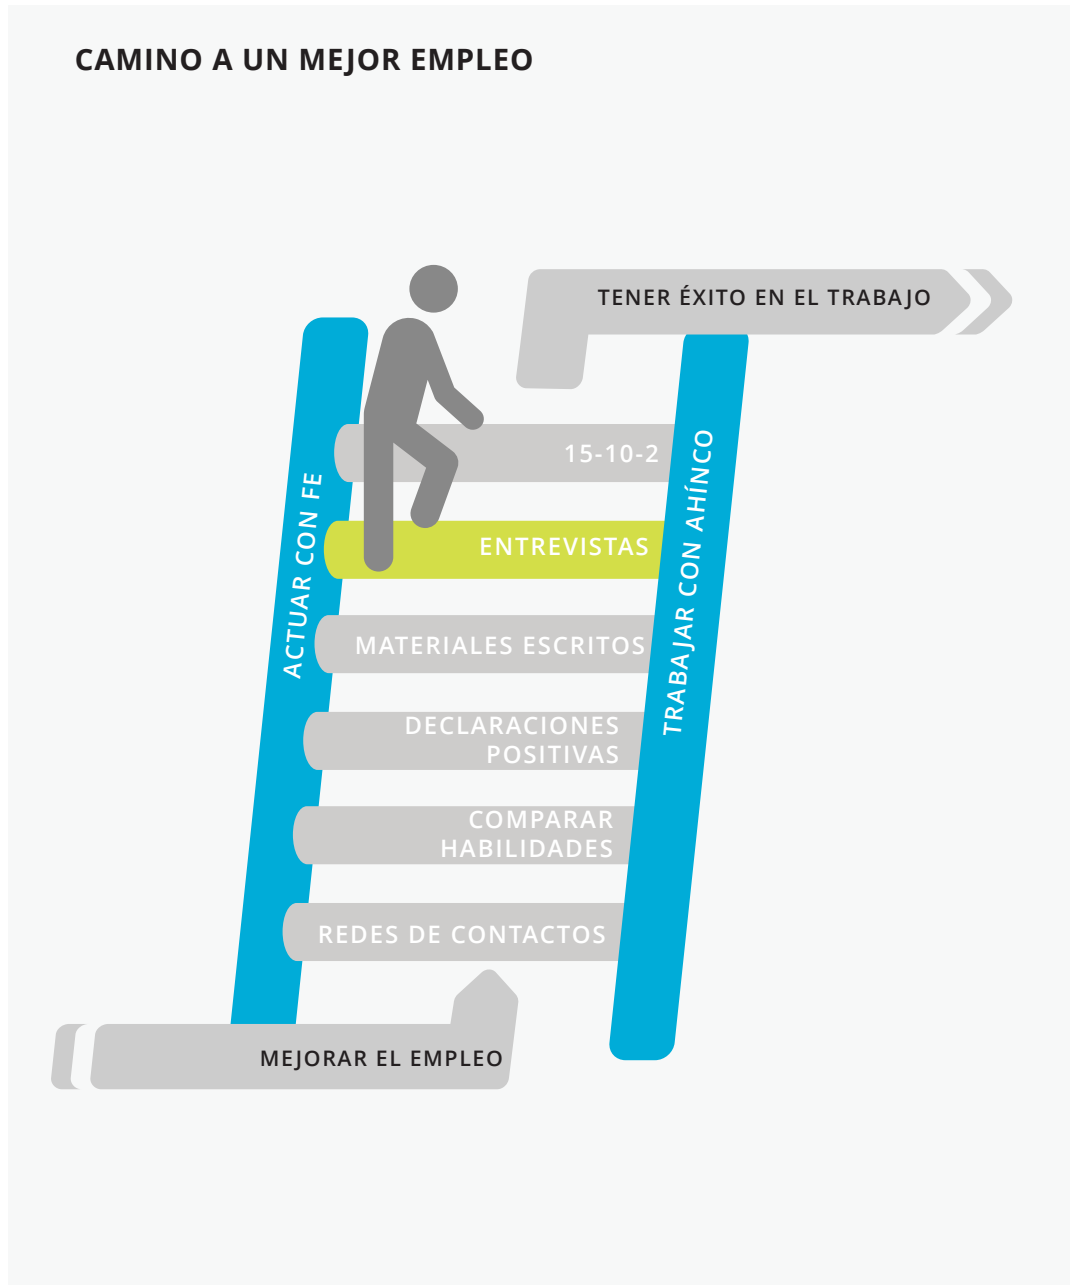 CAMINO A UN MEJOR EMPLEO
TENER ÉXITO EN EL TRABAJO
15-10-2
ENTREVISTAS
MATERIALES ESCRITOS
DECLARACIONES
POSITIVAS
COMPARAR
HABILIDADES
REDES DE CONTACTOS
ACTUAR CON FE
TRABAJAR CON AHÍNCO
MEJORAR EL EMPLEO